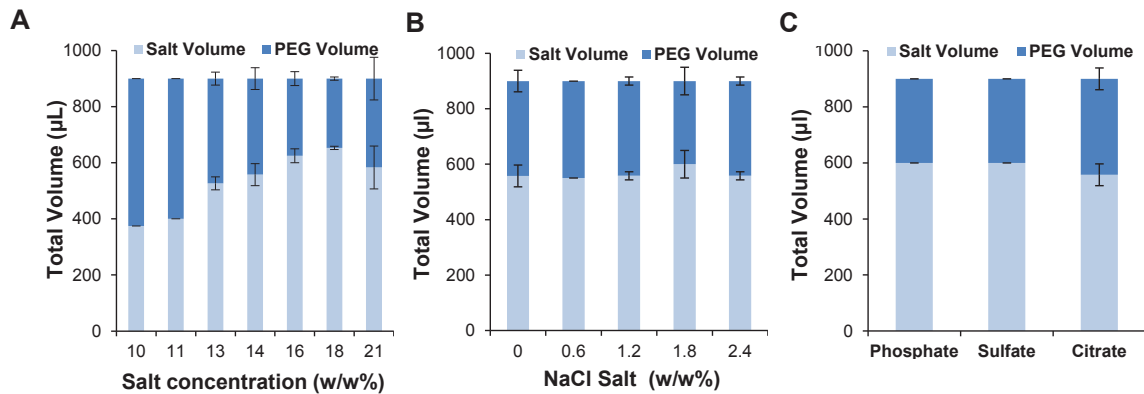 A
Salt Volume PEG Volume
1000
800
600
400
200
0
Total Volume (µL)
10 11 13 14 16 18 21
Salt concentration (w/w%)
B
Salt Volume PEG Volume
1000
800
600
400
200
0
Total Volume (µl)
0 0.6 1.2 1.8 2.4
NaCl Salt (w/w%)
C
Salt Volume PEG Volume
1000
800
600
400
200
0
Total Volume (µl)
Phosphate Sulfate Citrate